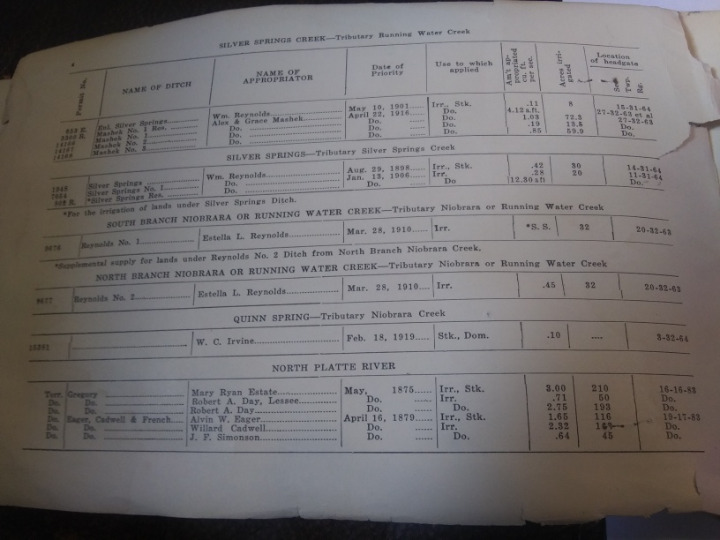 SILVER SPRINGS CREEK—Tributary Running Water Creek
Permit No. NAME OF DITCH NAME OF APPROPRIATOR Date of Priority Use to which applied Am't appropriated cu. ft. per sec. Acres irrigated Location of headgate Sec. Twp. Rg.
Enl. Silver Springs Wm. Reynolds May 19, 1901 Irr., Stk. .11 8 15-31-64
Machek No. 1 Res. Alex & Grace Machek April 22, 1916 Do. 4.12 a.ft. 27-32-63 et al
Machek No. 1 Do. Do. Do. 1.03 72.3 27-32-63
Machek No. 2 Do. Do. Do. .19 Do.
Machek No. 3 Do. Do. Do. .85 59.9 Do.
SILVER SPRINGS—Tributary Silver Springs Creek
Silver Springs Wm. Reynolds Aug. 29, 1898 Irr., Stk. .42 30 14-31-64
Silver Springs No. 1 Do. Jan. 13, 1906 Irr. .28 20 11-31-64
*Silver Springs Res. Do. Do. Do (12.30 a ft Do.
*For the irrigation of lands under Silver Springs Ditch.
SOUTH BRANCH NIOBRARA OR RUNNING WATER CREEK—Tributary Niobrara or Running Water Creek
Reynolds No. 1 Estella L. Reynolds Mar. 28, 1910 Irr. *S. S. 32 20-32-63
*Supplemental supply for lands under Reynolds No. 2 Ditch from North Branch Niobrara Creek.
NORTH BRANCH NIOBRARA OR RUNNING WATER CREEK—Tributary Niobrara or Running Water Creek
Reynolds No. 2 Estella L. Reynolds Mar. 28, 1910 Irr. .45 32 20-32-63
QUINN SPRING—Tributary Niobrara Creek
W. C. Irvine Feb. 18, 1919 Stk., Dom. .10 .... 3-32-64
NORTH PLATTE RIVER
Terr. Gregory Mary Ryan Estate May, 1875 Irr., Stk. 3.00 210 16-16-83
Do. Do. Robert A. Day, Lessee Do. Irr. .71 50 Do.
Do. Do. Robert A. Day Do. Do. 2.75 193 Do.
Do. Eager, Cadwell & French Alvin W. Eager April 16, 1879 Irr., Stk. 1.65 116 19-17-83
Do. Do. Willard Cadwell Do. Irr. 2.32 Do.
Do. Do. J. F. Simonson Do. Do. .64 45 Do.